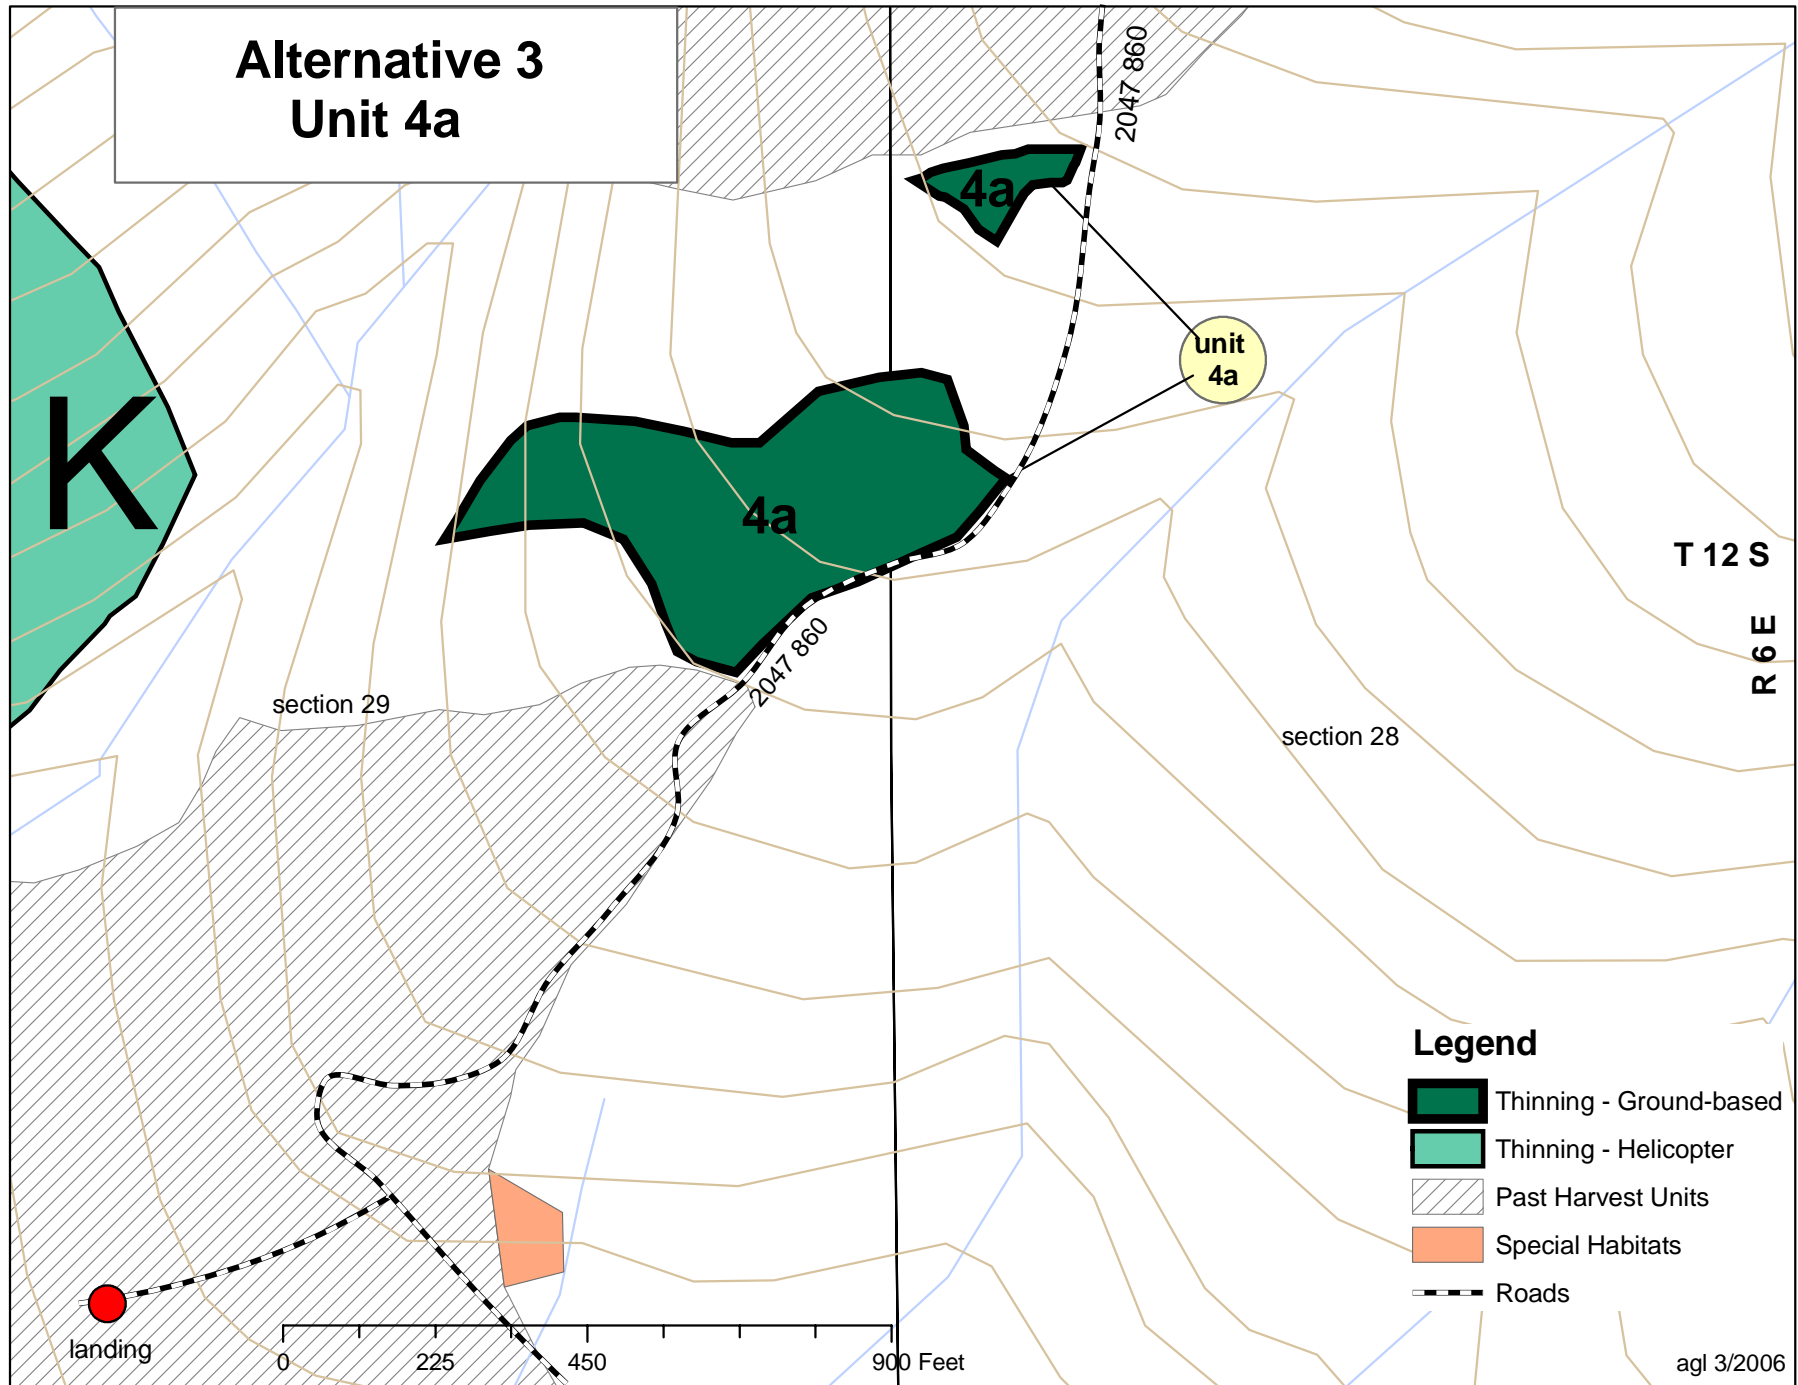 Alternative 3
Unit 4a
2047 860
4a
unit
4a
K
4a
T 12 S
R 6 E
2047 860
section 29
section 28
Legend
Thinning - Ground-based
Thinning - Helicopter
Past Harvest Units
Special Habitats
Roads
landing
0 225 450 900 Feet
agl 3/2006